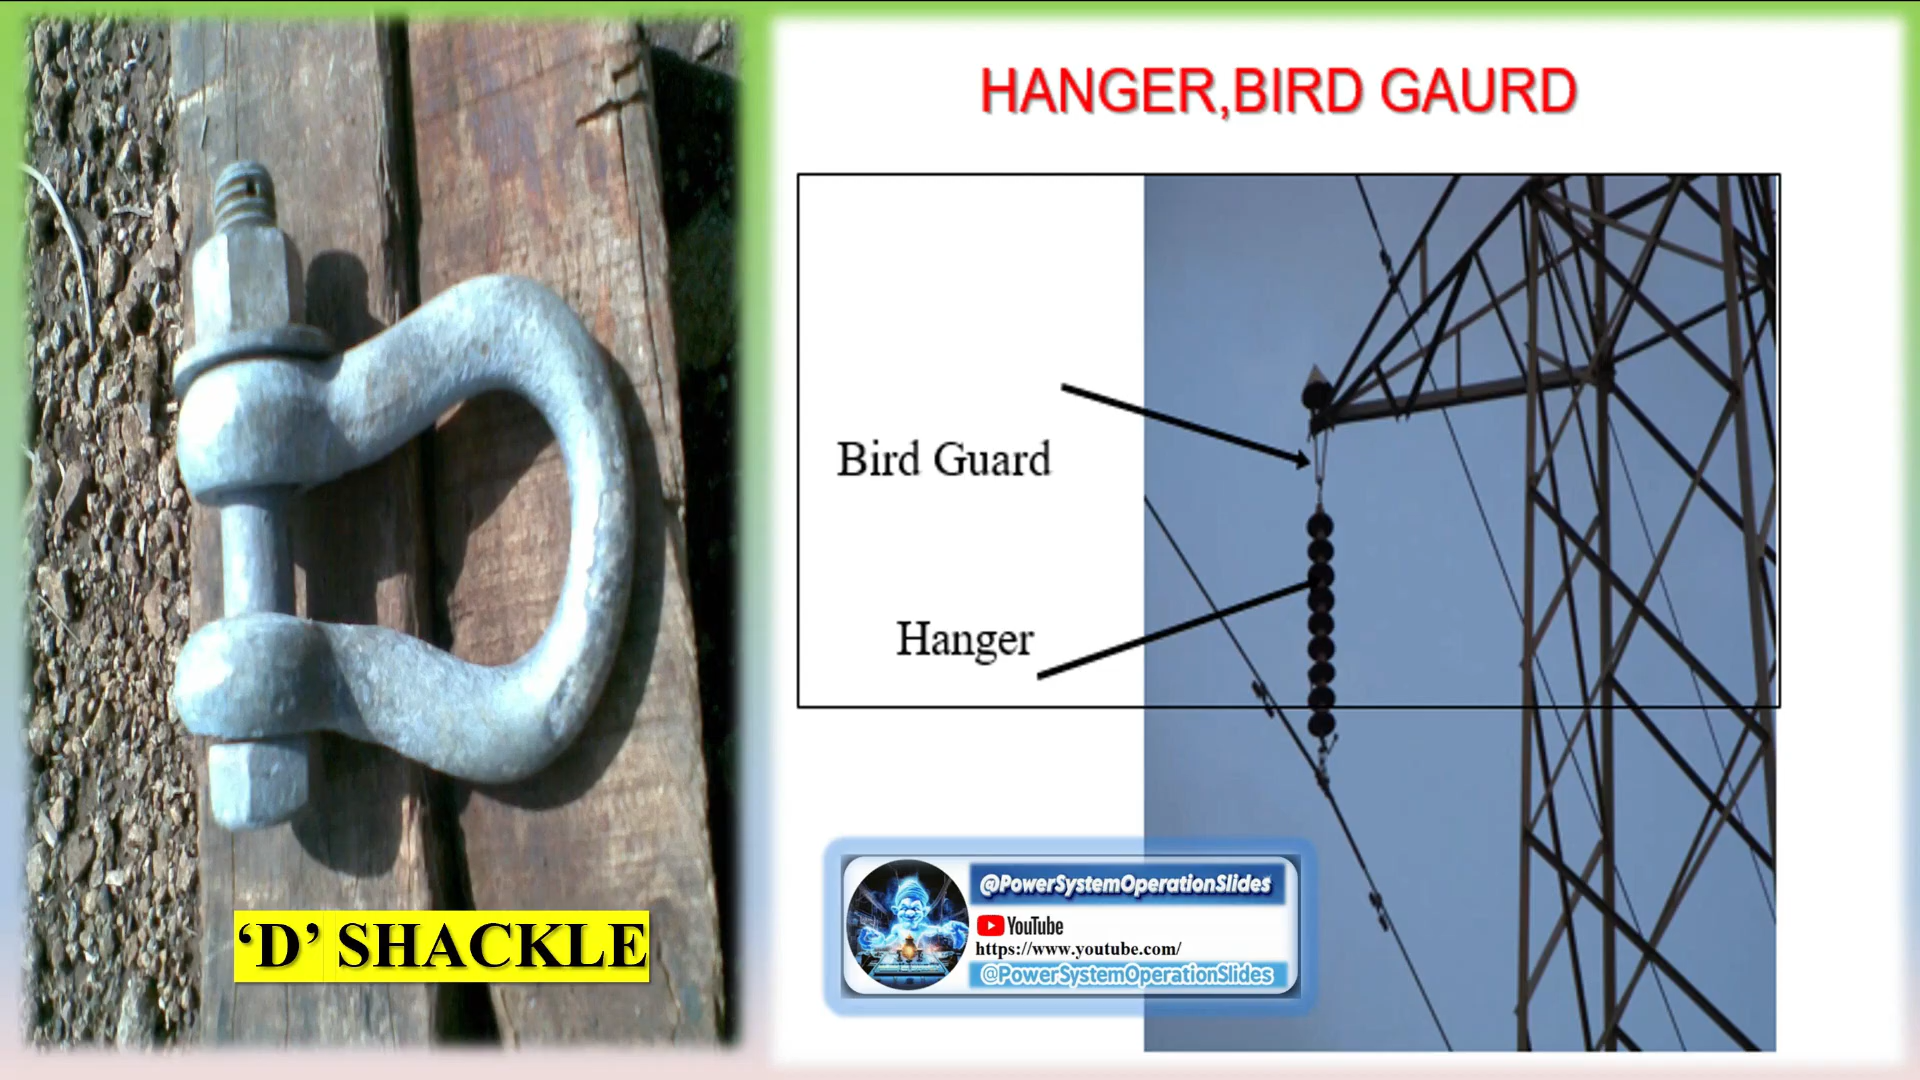 HANGER,BIRD GAURD
Bird Guard
Hanger
‘D’ SHACKLE
@PowerSystemOperationSlides
YouTube
https://www.youtube.com/
@PowerSystemOperationSlides